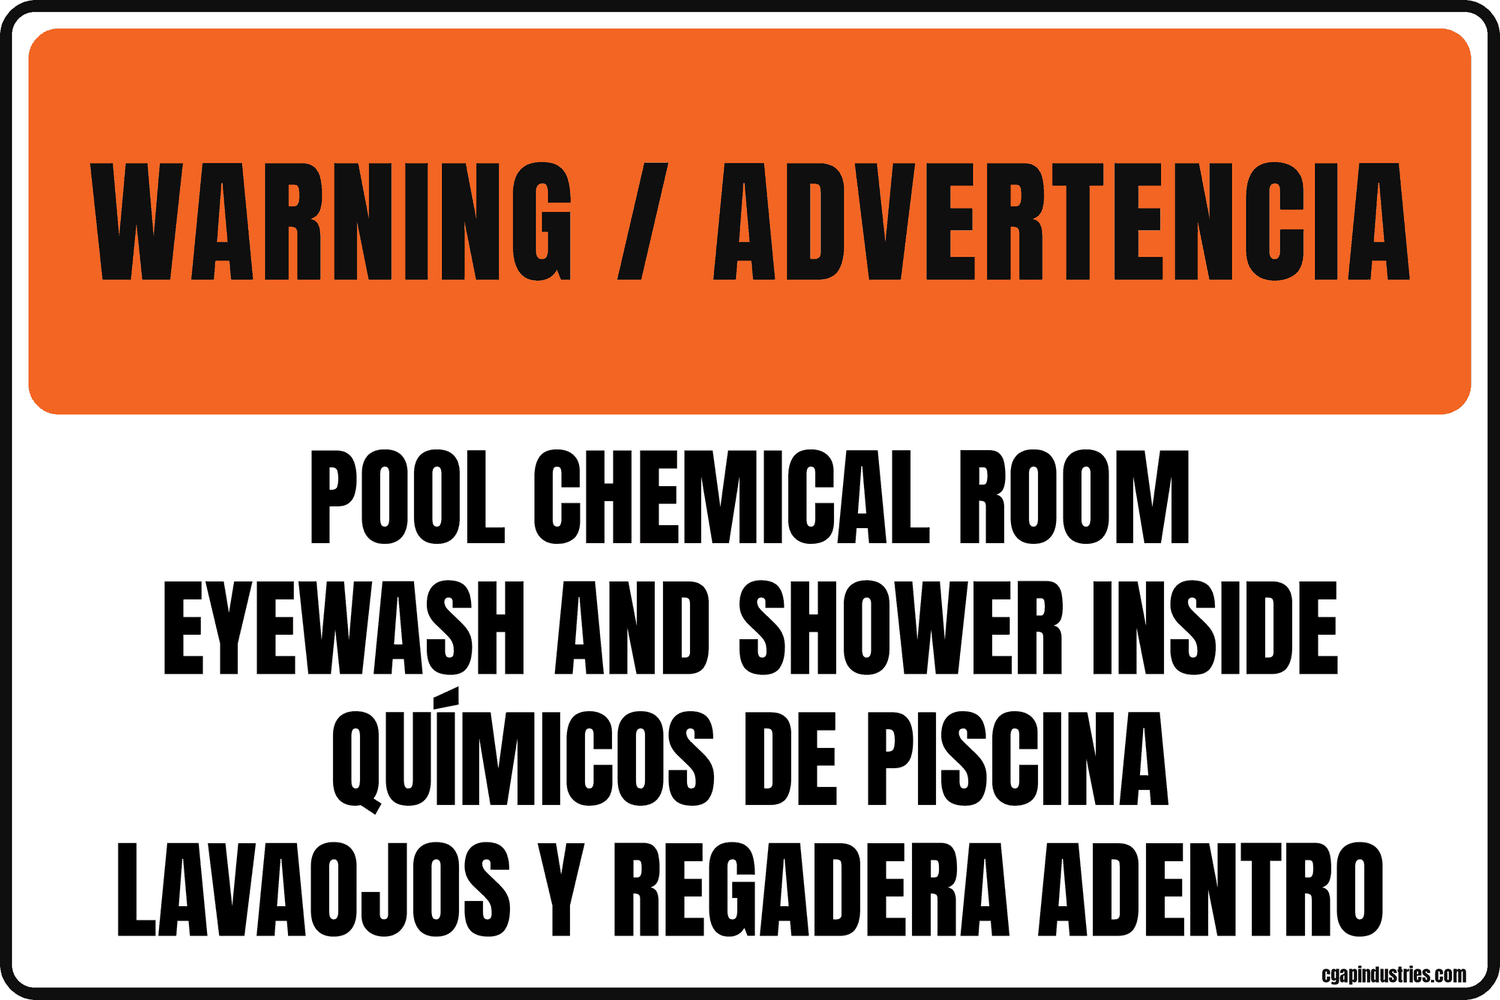 WARNING / ADVERTENCIA
POOL CHEMICAL ROOM
EYEWASH AND SHOWER INSIDE
QUÍMICOS DE PISCINA
LAVAOJOS Y REGADERA ADENTRO
cgapindustries.com